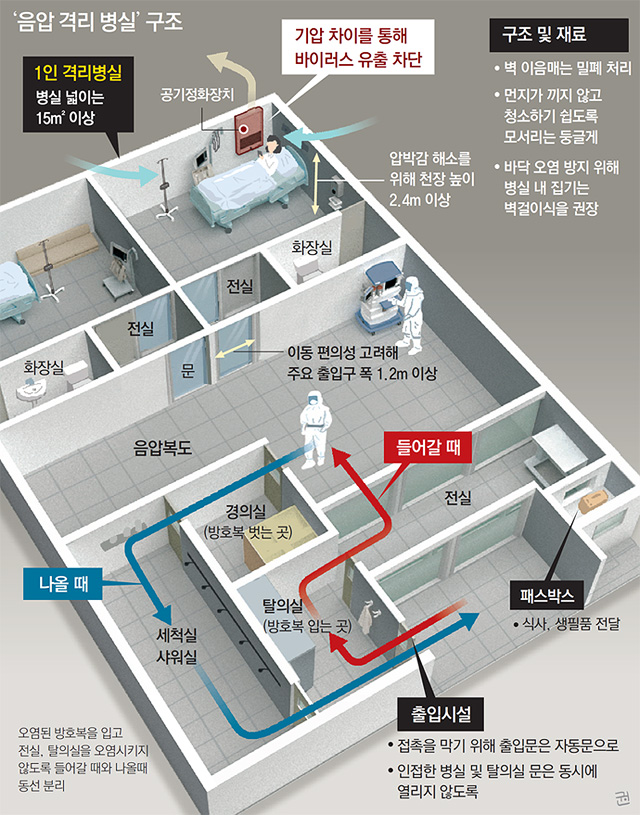 ‘음압 격리 병실’ 구조
1인 격리병실
병실 넓이는
15㎡ 이상
공기정화장치
기압 차이를 통해
바이러스 유출 차단
구조 및 재료
• 벽 이음매는 밀폐 처리
• 먼지가 끼지 않고
청소하기 쉽도록
모서리는 둥글게
• 바닥 오염 방지 위해
병실 내 집기는
벽걸이식을 권장
압박감 해소를
위해 천장 높이
2.4m 이상
화장실
전실
전실
화장실
문
이동 편의성 고려해
주요 출입구 폭 1.2m 이상
음압복도
들어갈 때
경의실
(방호복 벗는 곳)
전실
나올 때
탈의실
(방호복 입는 곳)
패스박스
• 식사, 생필품 전달
세척실
샤워실
출입시설
• 접촉을 막기 위해 출입문은 자동문으로
• 인접한 병실 및 탈의실 문은 동시에
열리지 않도록
오염된 방호복을 입고
전실, 탈의실을 오염시키지
않도록 들어갈 때와 나올때
동선 분리
권